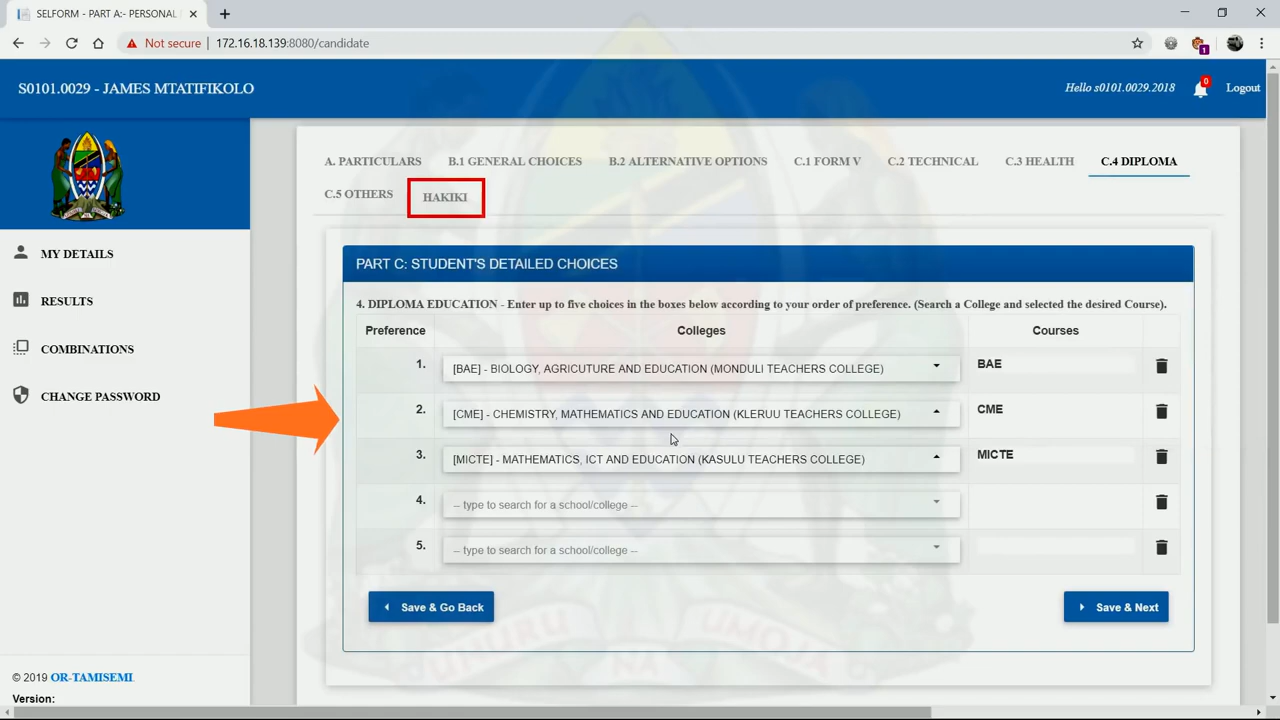 SELFORM - PART A:- PERSONAL
Not secure | 172.16.18.139:8080/candidate
1
S0101.0029 - JAMES MTATIFIKOLO
Hello s0101.0029.2018
0
Logout
A. PARTICULARS B.1 GENERAL CHOICES B.2 ALTERNATIVE OPTIONS C.1 FORM V C.2 TECHNICAL C.3 HEALTH C.4 DIPLOMA
C.5 OTHERS HAKIKI
MY DETAILS
RESULTS
COMBINATIONS
CHANGE PASSWORD
PART C: STUDENT'S DETAILED CHOICES
4. DIPLOMA EDUCATION - Enter up to five choices in the boxes below according to your order of preference. (Search a College and selected the desired Course).
Preference Colleges Courses
1. [BAE] - BIOLOGY, AGRICUTURE AND EDUCATION (MONDULI TEACHERS COLLEGE) BAE
2. [CME] - CHEMISTRY, MATHEMATICS AND EDUCATION (KLERUU TEACHERS COLLEGE) CME
3. [MICTE] - MATHEMATICS, ICT AND EDUCATION (KASULU TEACHERS COLLEGE) MICTE
4. -- type to search for a school/college --
5. -- type to search for a school/college --
Save & Go Back Save & Next
UHURU NA UMOJA
© 2019 OR-TAMISEMI.
Version: